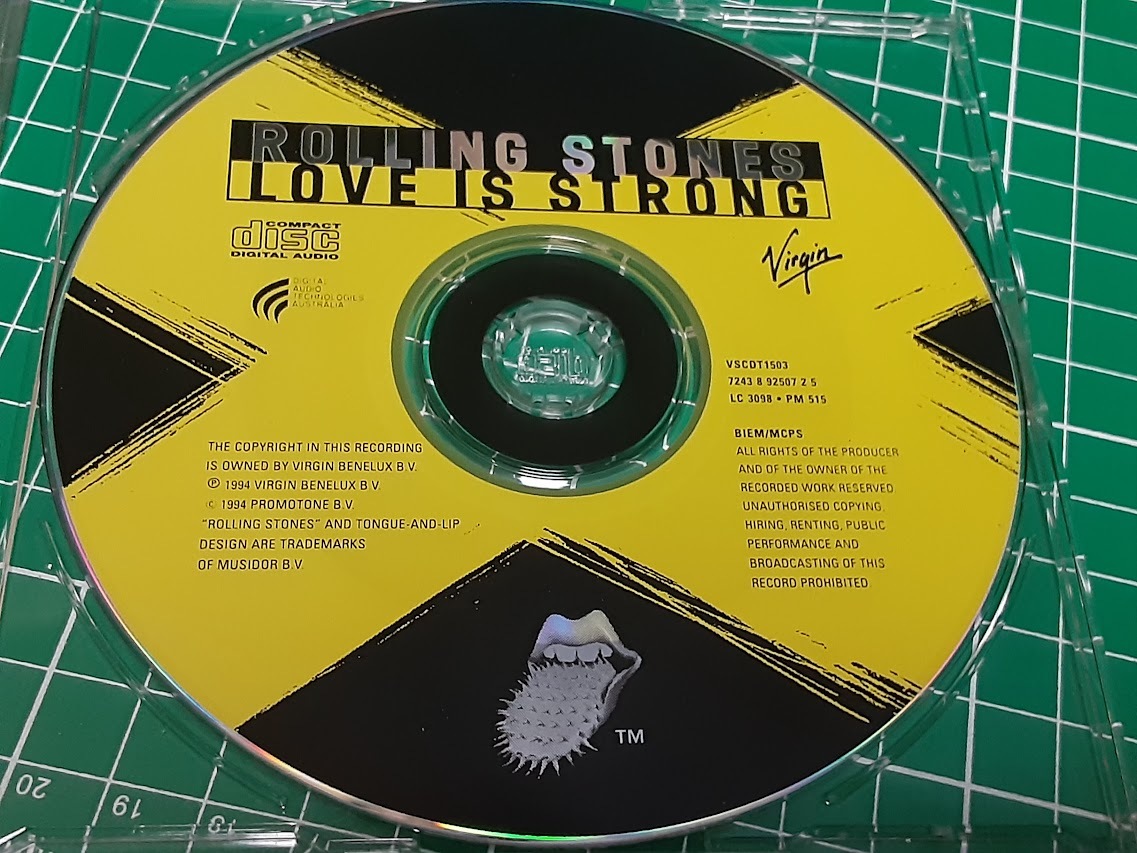 ROLLING STONES
LOVE IS STRONG
COMPACT
disc
DIGITAL AUDIO
Virgin
DIGITAL
AUDIO
TECHNOLOGIES
AUSTRALIA
VSCDT1503
7243 8 92507 2 5
LC 3098 • PM 515
THE COPYRIGHT IN THIS RECORDING
IS OWNED BY VIRGIN BENELUX B.V.
℗ 1994 VIRGIN BENELUX B.V.
© 1994 PROMOTONE B.V.
"ROLLING STONES" AND TONGUE-AND-LIP
DESIGN ARE TRADEMARKS
OF MUSIDOR B.V.
BIEM/MCPS
ALL RIGHTS OF THE PRODUCER
AND OF THE OWNER OF THE
RECORDED WORK RESERVED
UNAUTHORISED COPYING,
HIRING, RENTING, PUBLIC
PERFORMANCE AND
BROADCASTING OF THIS
RECORD PROHIBITED
TM
20
19
18